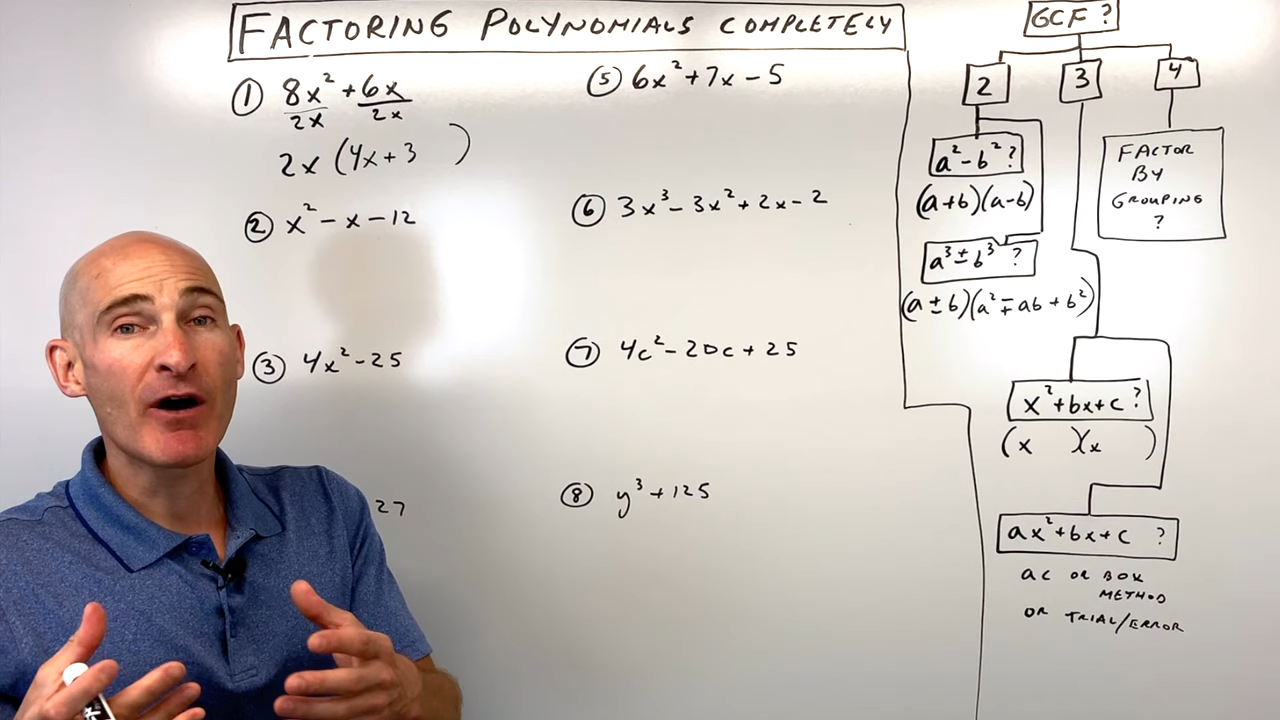 FACTORING POLYNOMIALS COMPLETELY
① 8x² + 6x
2x 2x
2x (4x + 3 )
② x² - x - 12
③ 4x² - 25
27
⑤ 6x² + 7x - 5
⑥ 3x³ - 3x² + 2x - 2
⑦ 4c² - 20c + 25
⑧ y³ + 125
GCF ?
2 3 4
a² - b² ?
(a+b)(a-b)
a³ ± b³ ?
(a ± b)(a² ∓ ab + b²)
FACTOR
BY
GROUPING
?
x² + bx + c ?
(x )(x )
ax² + bx + c ?
ac OR BOX
METHOD
OR TRIAL/ERROR